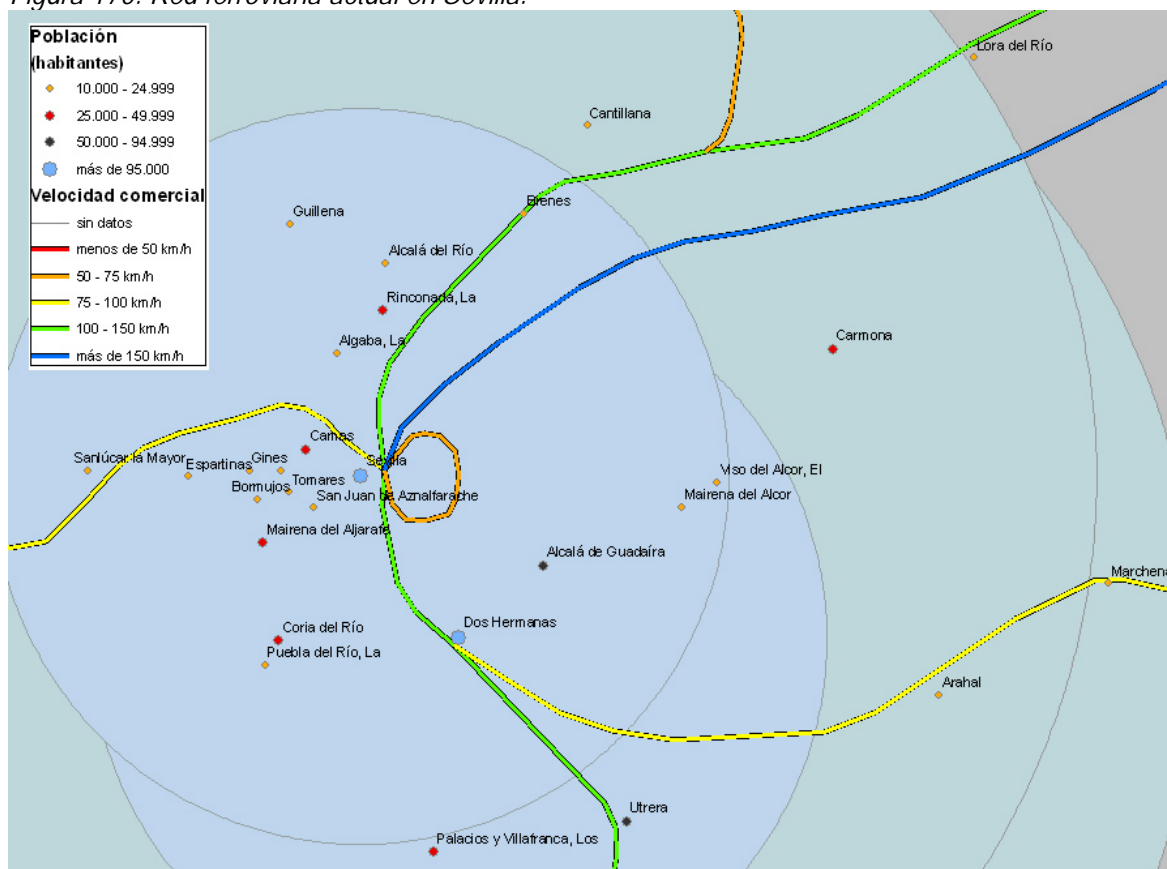 Figura 170. Red ferroviaria actual en Sevilla.
Población
(habitantes)
10.000 - 24.999
25.000 - 49.999
50.000 - 94.999
más de 95.000
Velocidad comercial
sin datos
menos de 50 km/h
50 - 75 km/h
75 - 100 km/h
100 - 150 km/h
más de 150 km/h
Lora del Río
Cantillana
Brenes
Guillena
Alcalá del Río
Rinconada, La
Algaba, La
Carmona
Camas
Sevilla
Sanlúcar la Mayor
Espartinas
Gines
Tomares
Bormujos
San Juan de Aznalfarache
Viso del Alcor, El
Mairena del Alcor
Mairena del Aljarafe
Alcalá de Guadaíra
Marchena
Dos Hermanas
Coria del Río
Puebla del Río, La
Arahal
Utrera
Palacios y Villafranca, Los